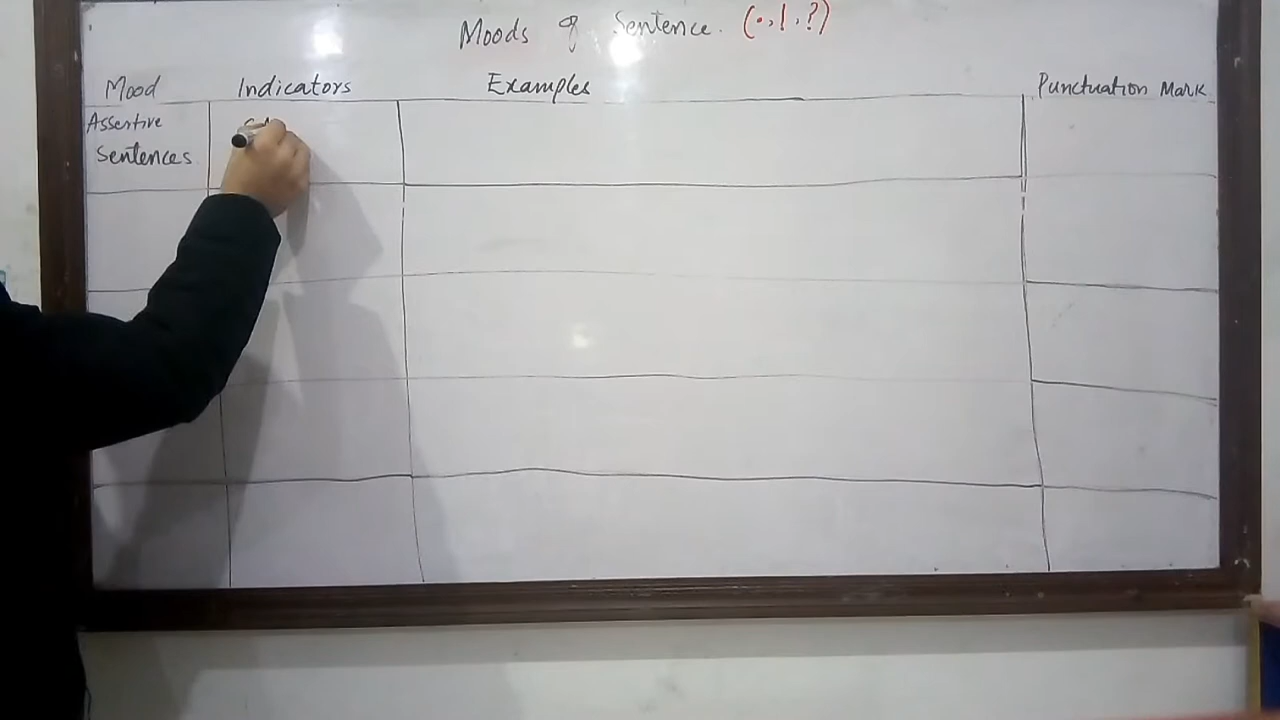 Moods of Sentence. (., !, ?)
Mood Indicators Examples Punctuation Mark
Assertive
Sentences